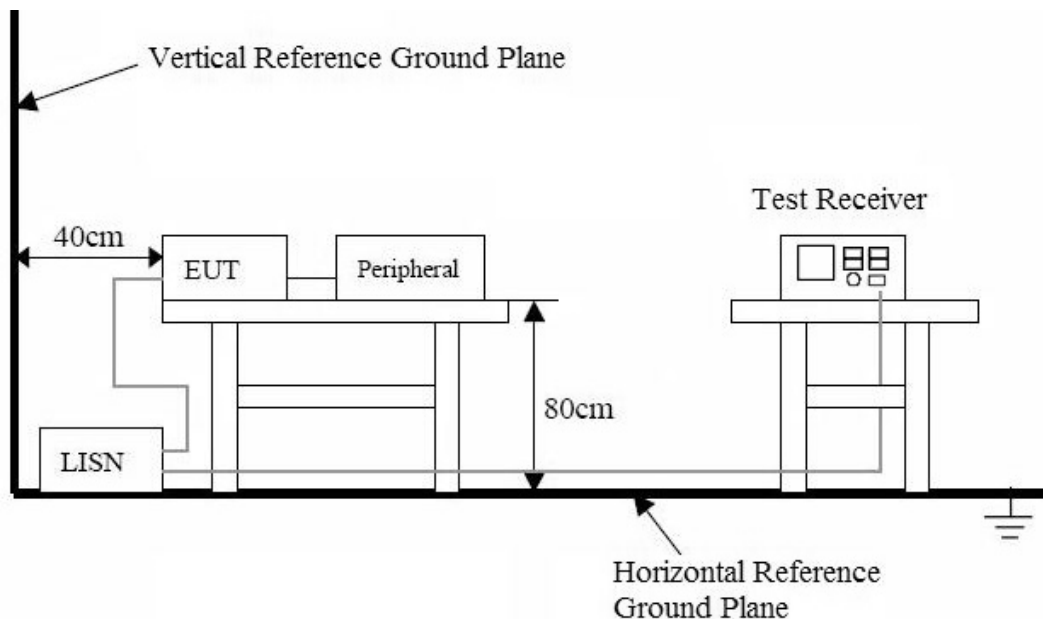 Vertical Reference Ground Plane
Test Receiver
40cm
EUT
Peripheral
80cm
LISN
Horizontal Reference
Ground Plane